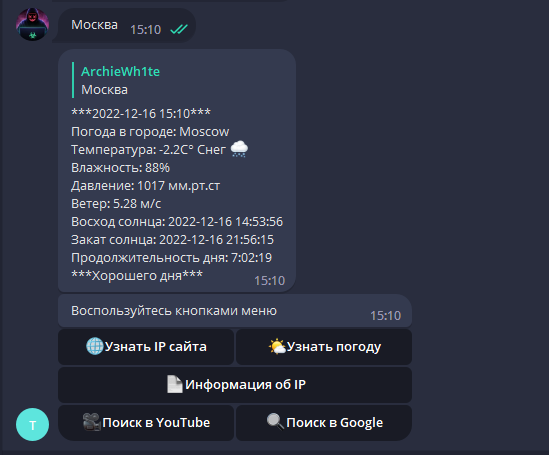 Москва
15:10
ArchieWh1te
Москва
***2022-12-16 15:10***
Погода в городе: Moscow
Температура: -2.2C° Снег
Влажность: 88%
Давление: 1017 мм.рт.ст
Ветер: 5.28 м/с
Восход солнца: 2022-12-16 14:53:56
Закат солнца: 2022-12-16 21:56:15
Продолжительность дня: 7:02:19
***Хорошего дня***
15:10
Воспользуйтесь кнопками меню
15:10
Узнать IP сайта
Узнать погоду
Информация об IP
T
Поиск в YouTube
Поиск в Google